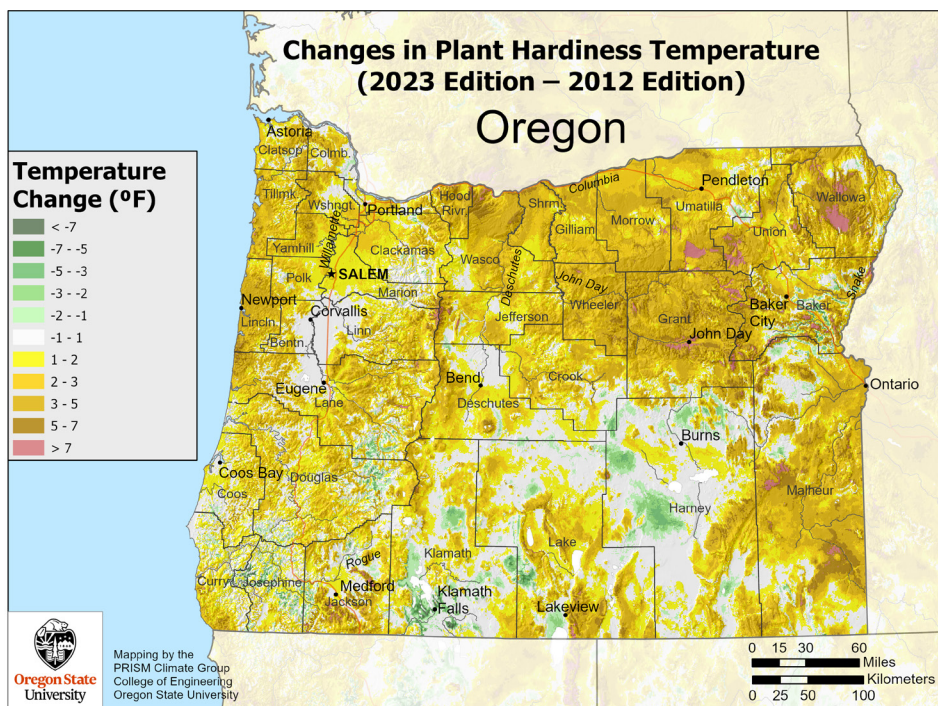 Changes in Plant Hardiness Temperature
(2023 Edition – 2012 Edition)
Oregon
Temperature
Change (ºF)
< -7
-7 - -5
-5 - -3
-3 - -2
-2 - -1
-1 - 1
1 - 2
2 - 3
3 - 5
5 - 7
> 7
Astoria
Clatsop
Colmb.
Tillmk.
Wshngt.
Portland
Hood
Rivr.
Shrm.
Columbia
Pendleton
Umatilla
Wallowa
Gilliam
Morrow
Union
Yamhill
Willamette
Clackamas
Wasco
Deschutes
Polk
SALEM
Marion
John Day
Wheeler
Grant
Baker
City
Baker
Snake
Newport
Lincln.
Corvallis
Bentn.
Linn
Jefferson
John Day
Eugene
Lane
Bend
Deschutes
Crook
Ontario
Burns
Coos Bay
Coos
Douglas
Harney
Malheur
Rogue
Klamath
Lake
Curry
Josephine
Medford
Jackson
Klamath
Falls
Lakeview
Oregon State
University
Mapping by the
PRISM Climate Group
College of Engineering
Oregon State University
0 15 30 60
Miles
Kilometers
0 25 50 100